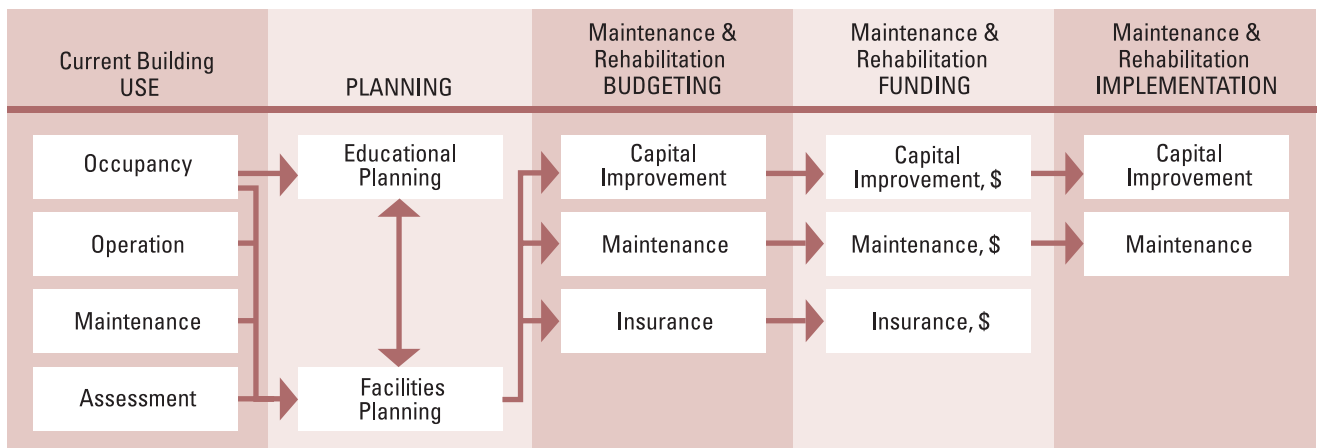 Current Building
USE
PLANNING
Maintenance &
Rehabilitation
BUDGETING
Maintenance &
Rehabilitation
FUNDING
Maintenance &
Rehabilitation
IMPLEMENTATION
Occupancy
Operation
Maintenance
Assessment
Educational
Planning
Facilities
Planning
Capital
Improvement
Maintenance
Insurance
Capital
Improvement, $
Maintenance, $
Insurance, $
Capital
Improvement
Maintenance